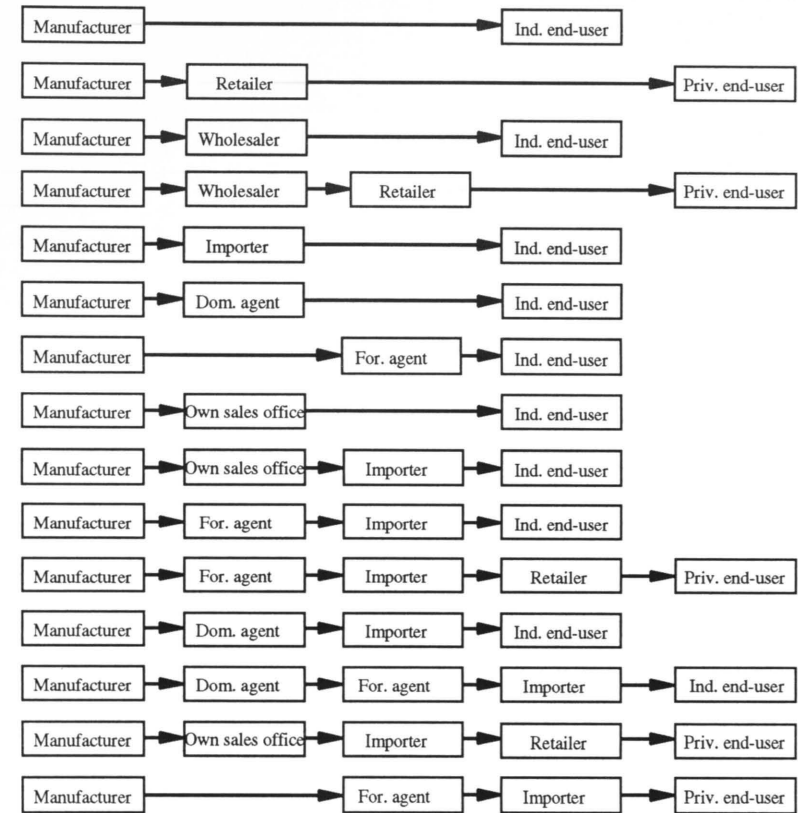 Manufacturer Ind. end-user
Manufacturer Retailer Priv. end-user
Manufacturer Wholesaler Ind. end-user
Manufacturer Wholesaler Retailer Priv. end-user
Manufacturer Importer Ind. end-user
Manufacturer Dom. agent Ind. end-user
Manufacturer For. agent Ind. end-user
Manufacturer Own sales office Ind. end-user
Manufacturer Own sales office Importer Ind. end-user
Manufacturer For. agent Importer Ind. end-user
Manufacturer For. agent Importer Retailer Priv. end-user
Manufacturer Dom. agent Importer Ind. end-user
Manufacturer Dom. agent For. agent Importer Ind. end-user
Manufacturer Own sales office Importer Retailer Priv. end-user
Manufacturer For. agent Importer Priv. end-user